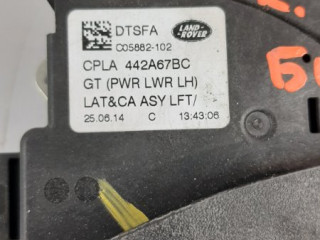 DTSFA
LAND-
ROVER
C05882-102
CPLA 442A67BC
GT (PWR LWR LH)
LAT&CA ASY LFT/
25.06.14 C 13:43:06